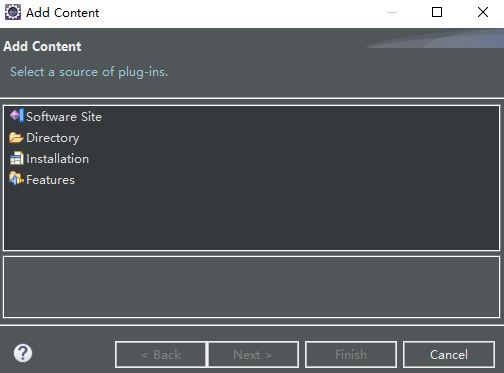 Add Content
Add Content
Select a source of plug-ins.
Software Site
Directory
Installation
Features
?
< Back
Next >
Finish
Cancel